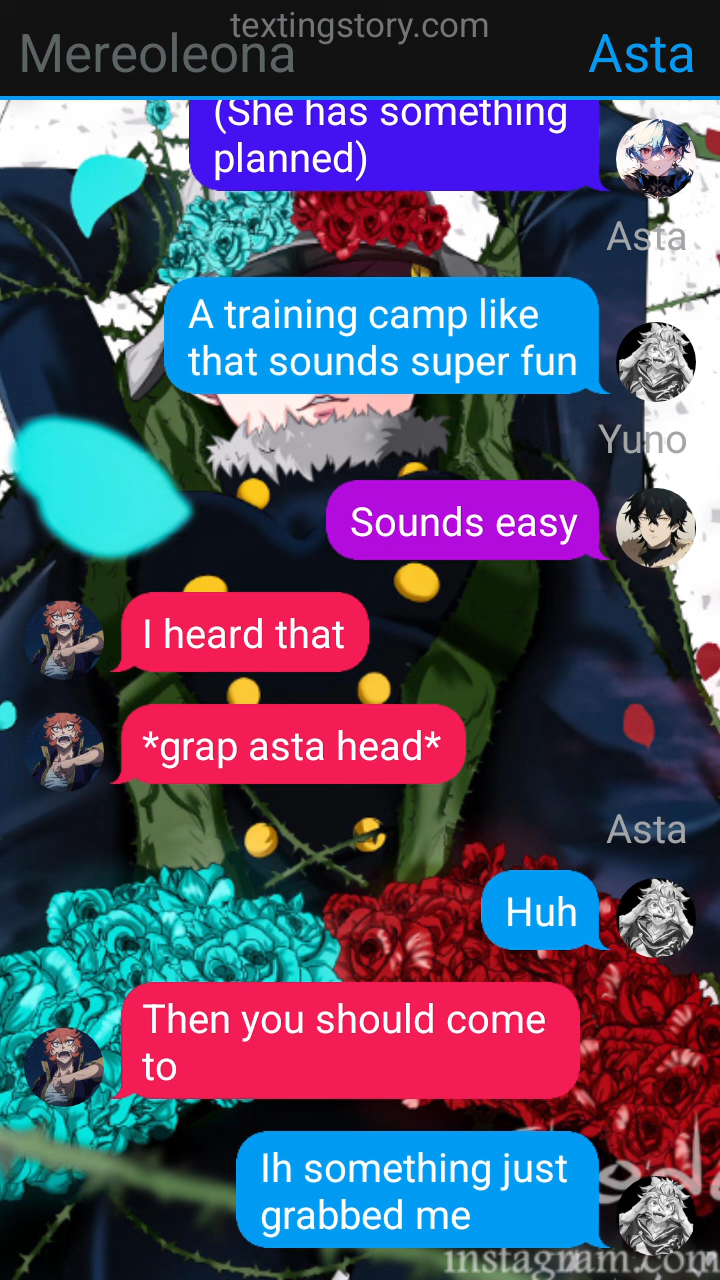 textingstory.com
Mereoleona
Asta
(She has something
planned)
Asta
A training camp like
that sounds super fun
Yuno
Sounds easy
I heard that
*grap asta head*
Asta
Huh
Then you should come
to
Ih something just
grabbed me
instagram.com